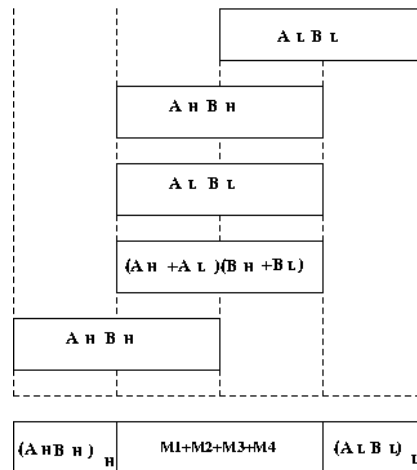 A L B L
A H B H
A L B L
(A H + A L )(B H + B L)
A H B H
(A H B H ) H M1+M2+M3+M4 (A L B L ) L